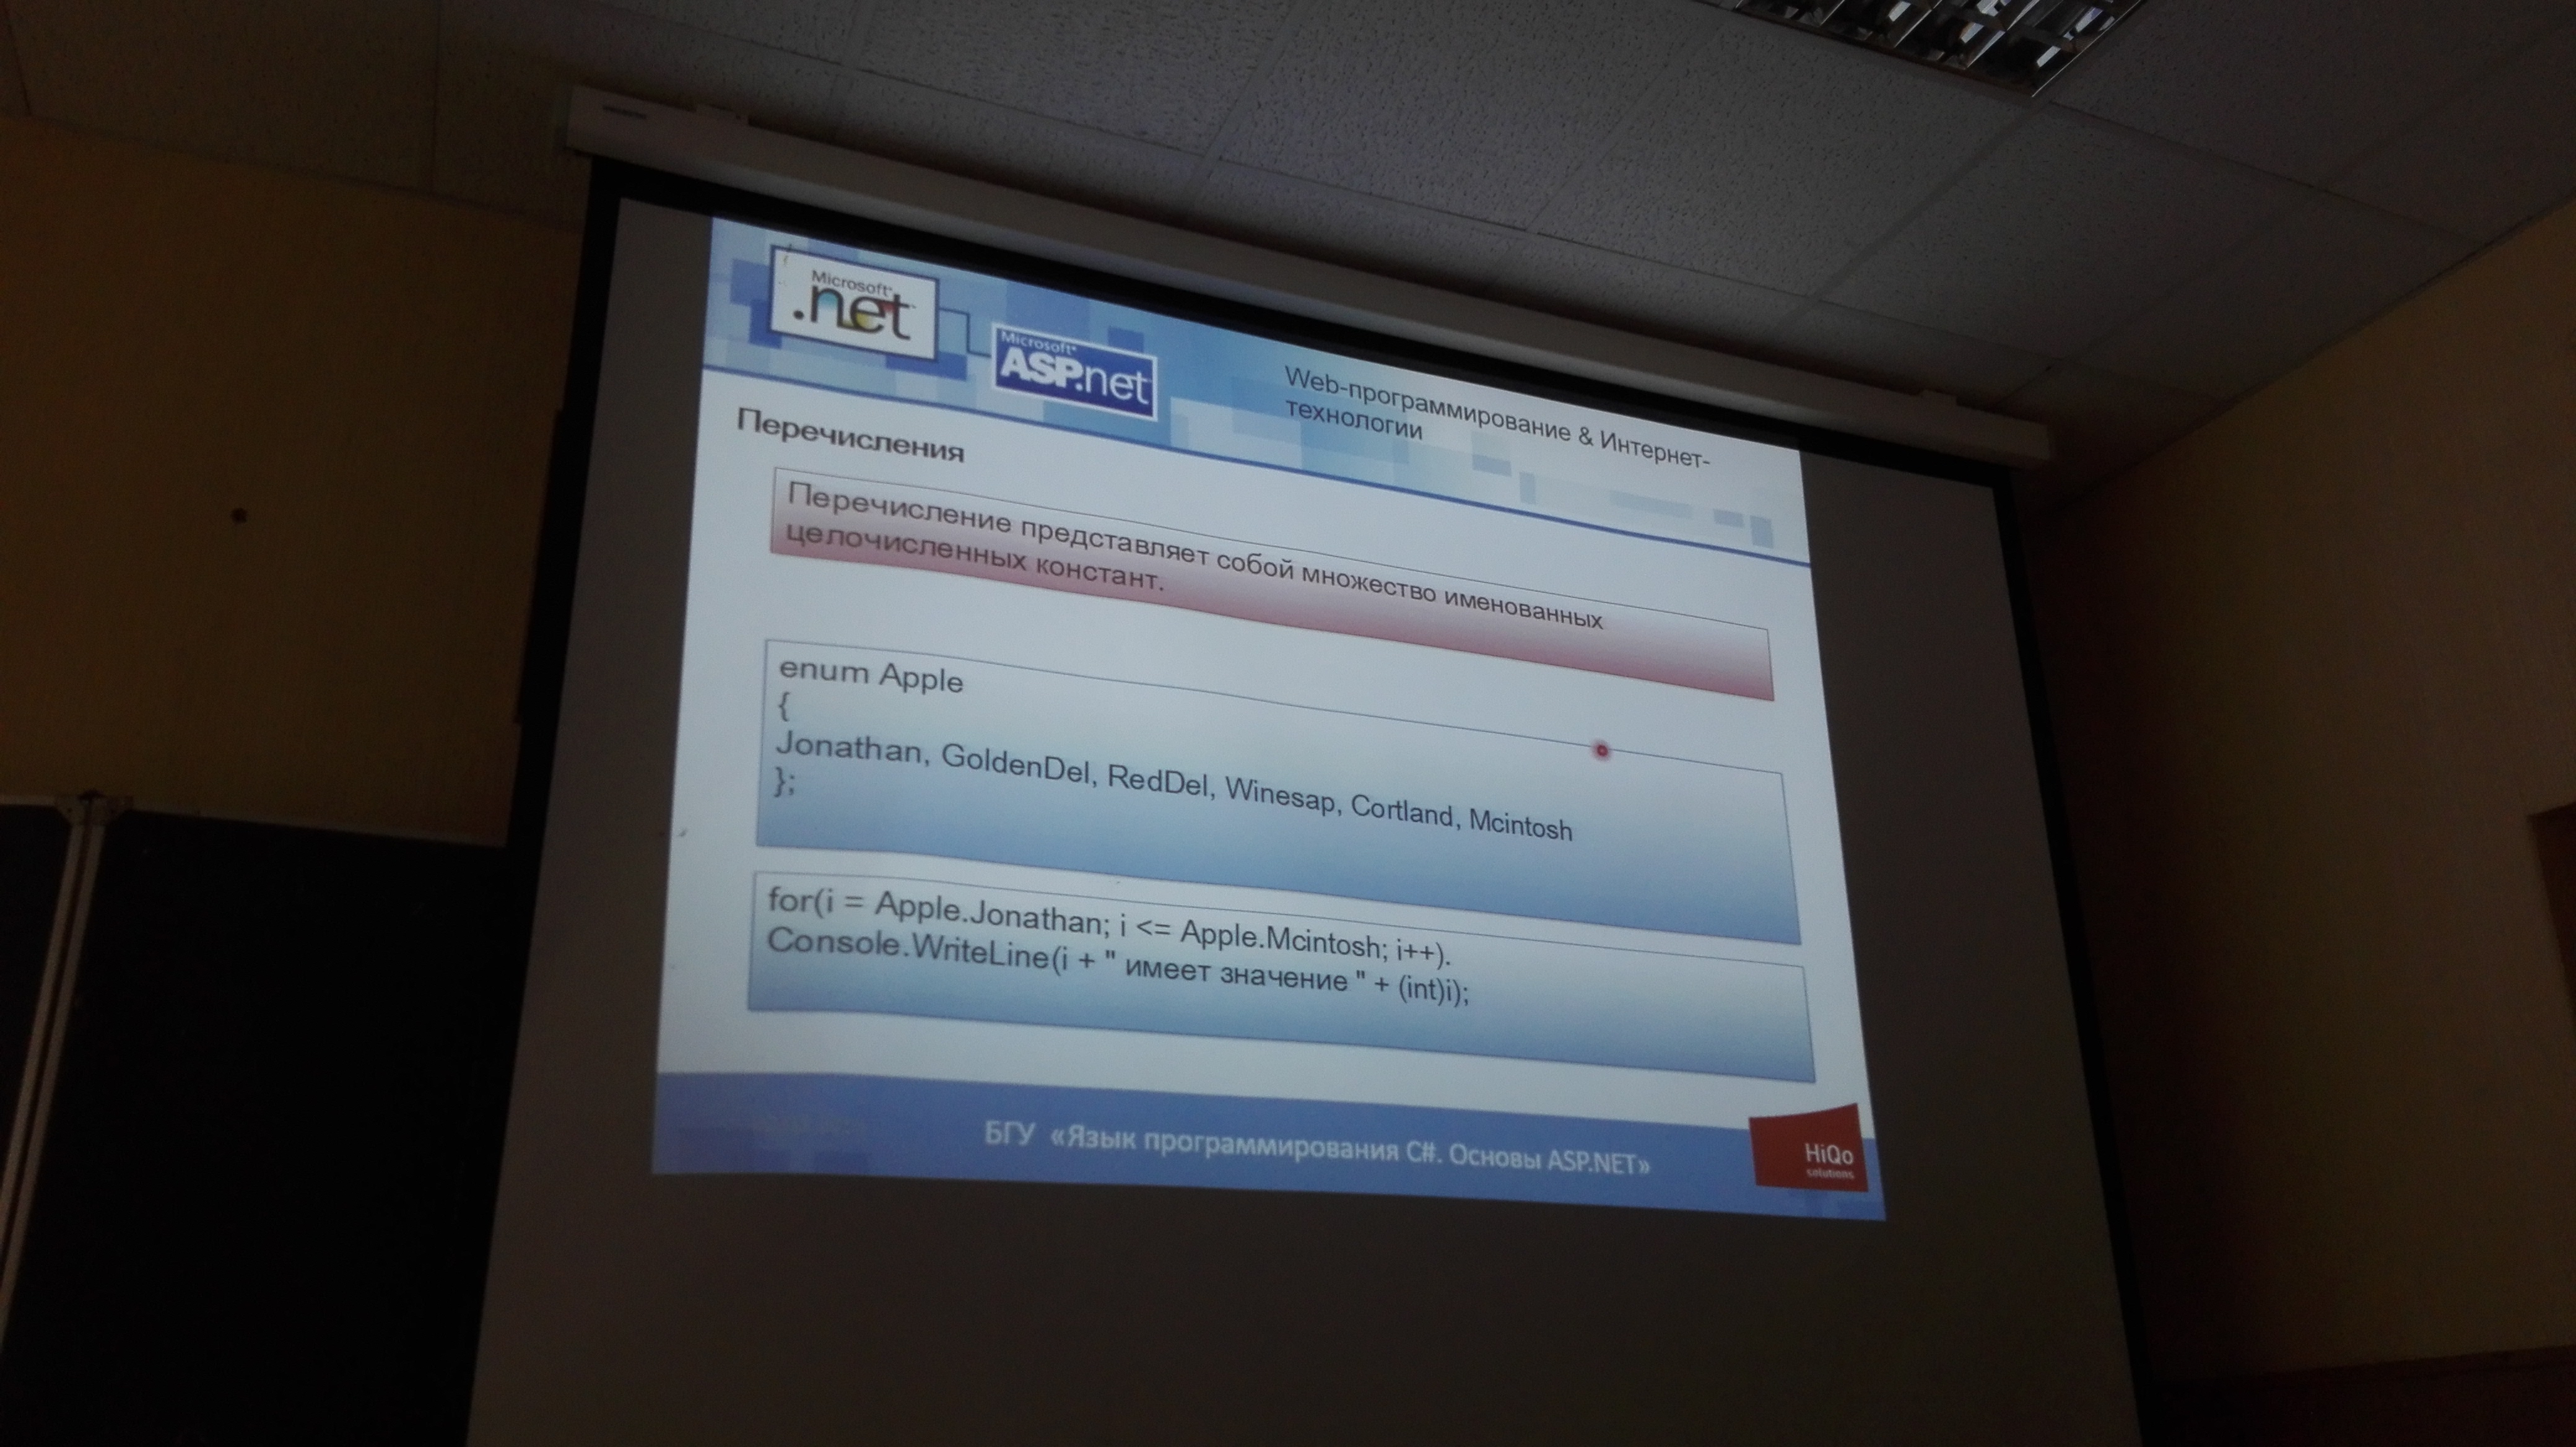 Microsoft
.net
Microsoft
ASP.net
Web-программирование & Интернет-
технологии
Перечисления
Перечисление представляет собой множество именованных
целочисленных констант.
enum Apple
{
Jonathan, GoldenDel, RedDel, Winesap, Cortland, Mcintosh
};
for(i = Apple.Jonathan; i <= Apple.Mcintosh; i++).
Console.WriteLine(i + " имеет значение " + (int)i);
БГУ «Язык программирования C#. Основы ASP.NET»
HiQo
solutions